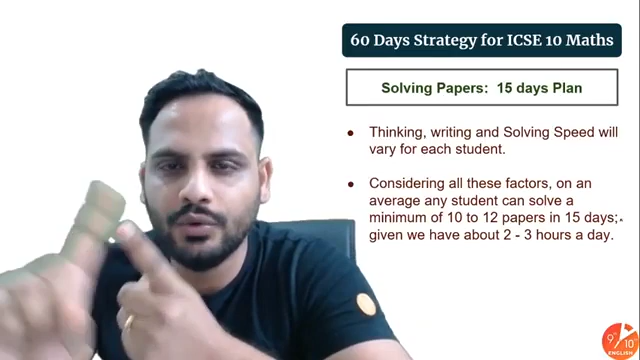 60 Days Strategy for ICSE 10 Maths
Solving Papers: 15 days Plan
● Thinking, writing and Solving Speed will
vary for each student.
● Considering all these factors, on an
average any student can solve a
minimum of 10 to 12 papers in 15 days;
given we have about 2 - 3 hours a day.
9 10
ENGLISH